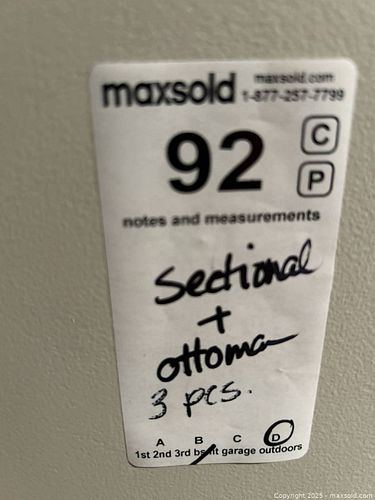 maxsold
maxsold.com
1-877-257-7799
92
C
P
notes and measurements
Sectional
+
ottoman
3 pcs.
A B C D
1st 2nd 3rd bsmt garage outdoors
Copyright 2025 - maxsold.com